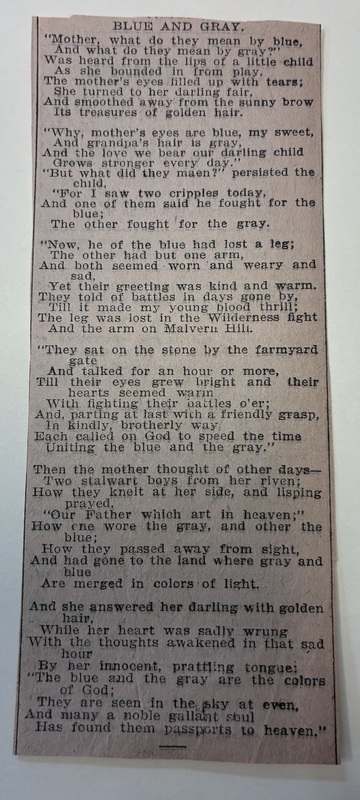 BLUE AND GRAY.
"Mother, what do they mean by blue,
And what do they mean by gray?"
Was heard from the lips of a little child
As she bounded in from play.
The mother's eyes filled up with tears;
She turned to her darling fair,
And smoothed away from the sunny brow
Its treasures of golden hair.
"Why, mother's eyes are blue, my sweet,
And grandpa's hair is gray,
And the love we bear our darling child
Grows stronger every day."
"But what did they maen?" persisted the
child,
"For I saw two cripples today,
And one of them said he fought for the
blue;
The other fought for the gray.
"Now, he of the blue had lost a leg;
The other had but one arm,
And both seemed worn and weary and
sad,
Yet their greeting was kind and warm.
They told of battles in days gone by,
Till it made my young blood thrill;
The leg was lost in the Wilderness fight
And the arm on Malvern Hill.
"They sat on the stone by the farmyard
gate
And talked for an hour or more,
Till their eyes grew bright and their
hearts seemed warm
With fighting their battles o'er;
And, parting at last with a friendly grasp,
In kindly, brotherly way,
Each called on God to speed the time
Uniting the blue and the gray."
Then the mother thought of other days—
Two stalwart boys from her riven;
How they knelt at her side, and lisping
prayed,
"Our Father which art in heaven;"
How one wore the gray, and other the
blue;
How they passed away from sight,
And had gone to the land where gray and
blue
Are merged in colors of light.
And she answered her darling with golden
hair,
While her heart was sadly wrung
With the thoughts awakened in that sad
hour
By her innocent, prattling tongue;
"The blue and the gray are the colors
of God;
They are seen in the sky at even,
And many a noble gallant soul
Has found them passports to heaven."